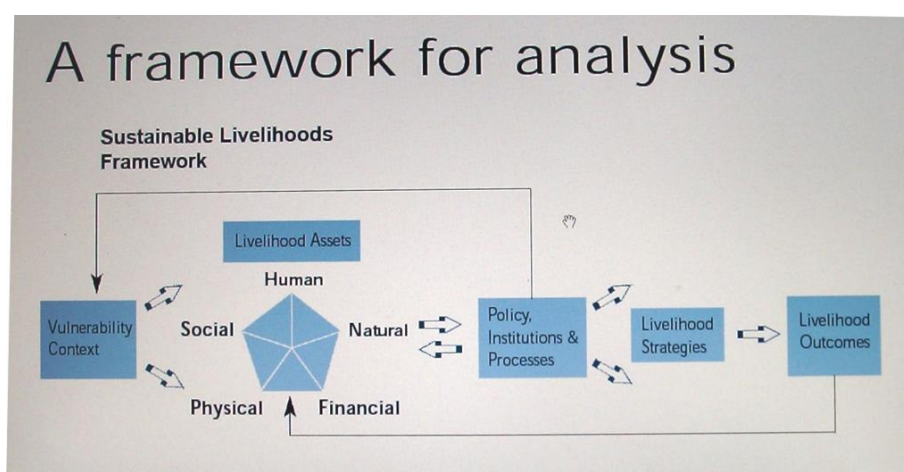 A framework for analysis
Sustainable Livelihoods
Framework
Livelihood Assets
Human
Vulnerability
Context
Social
Natural
Physical
Financial
Policy,
Institutions &
Processes
Livelihood
Strategies
Livelihood
Outcomes